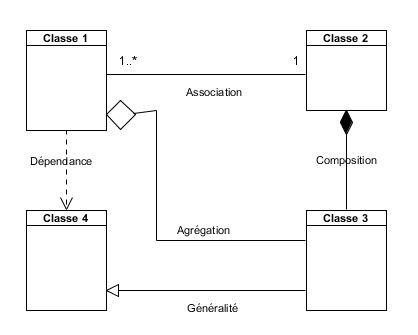 Classe 1
Classe 2
1..*
1
Association
Dépendance
Composition
Classe 4
Classe 3
Agrégation
Généralité